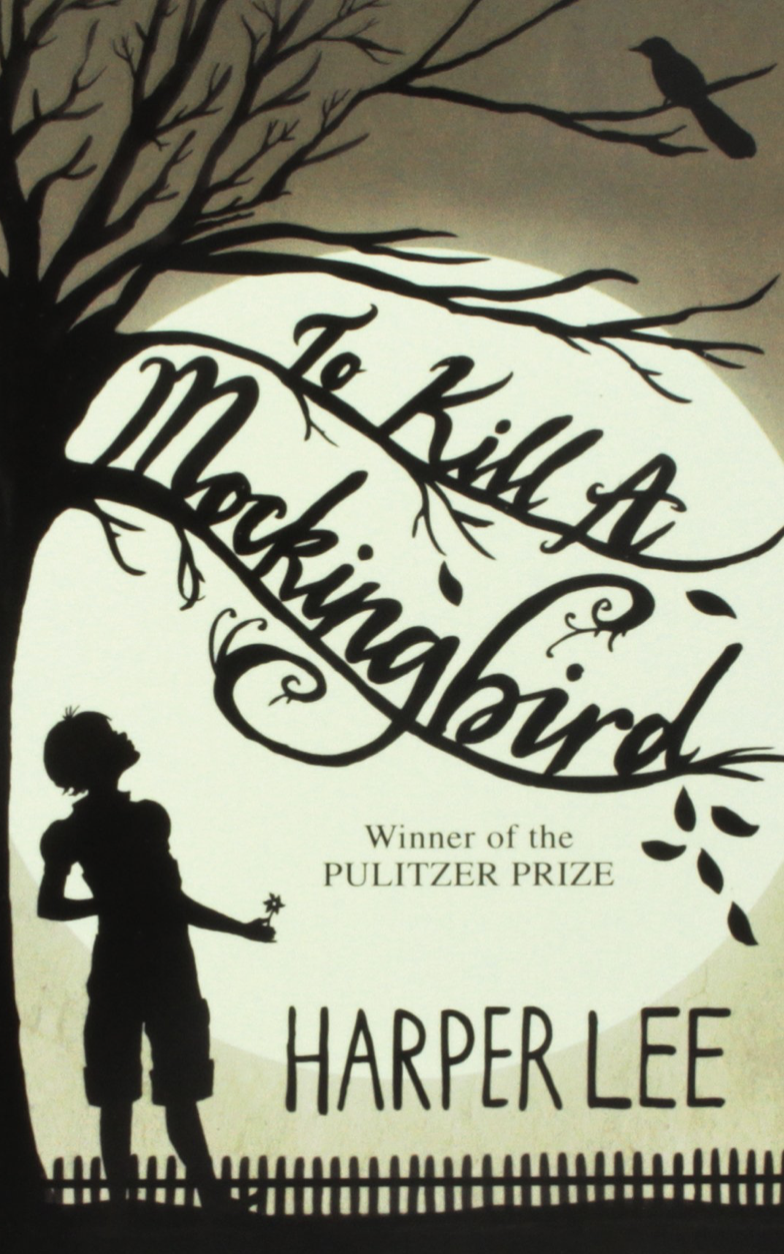 To Kill A
Mockingbird
Winner of the
PULITZER PRIZE
HARPER LEE